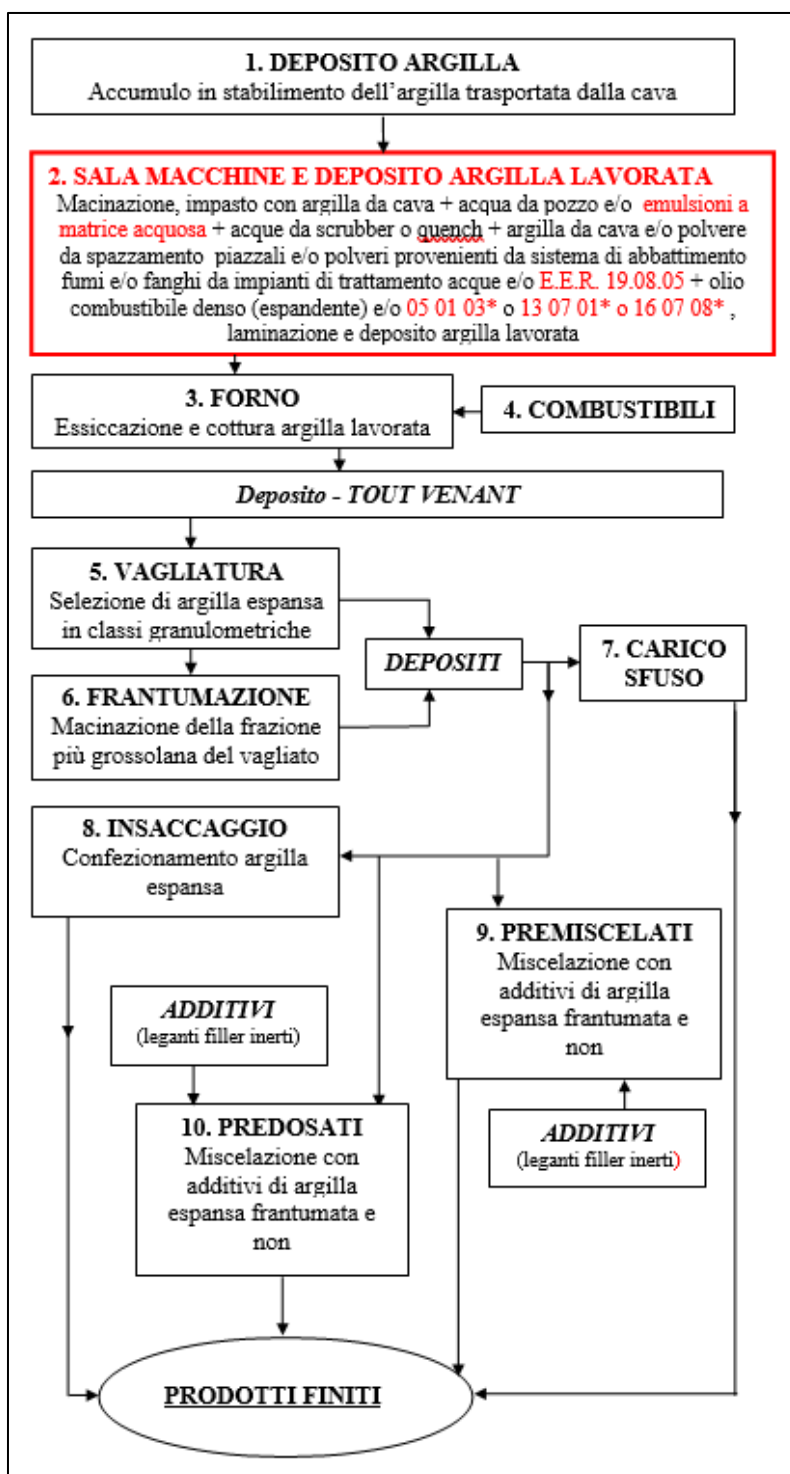 1. DEPOSITO ARGILLA
Accumulo in stabilimento dell'argilla trasportata dalla cava
2. SALA MACCHINE E DEPOSITO ARGILLA LAVORATA
Macinazione, impasto con argilla da cava + acqua da pozzo e/o emulsioni a
matrice acquosa + acque da scrubber o quench + argilla da cava e/o polvere
da spazzamento piazzali e/o polveri provenienti da sistema di abbattimento
fumi e/o fanghi da impianti di trattamento acque e/o E.E.R. 19.08.05 + olio
combustibile denso (espandente) e/o 05 01 03* o 13 07 01* o 16 07 08* ,
laminazione e deposito argilla lavorata
3. FORNO
Essiccazione e cottura argilla lavorata
4. COMBUSTIBILI
Deposito - TOUT VENANT
5. VAGLIATURA
Selezione di argilla espansa
in classi granulometriche
DEPOSITI
7. CARICO
SFUSO
6. FRANTUMAZIONE
Macinazione della frazione
più grossolana del vagliato
8. INSACCAGGIO
Confezionamento argilla
espansa
9. PREMISCELATI
Miscelazione con
additivi di argilla
espansa frantumata e
non
ADDITIVI
(leganti filler inerti)
10. PREDOSATI
Miscelazione con
additivi di argilla
espansa frantumata e
non
ADDITIVI
(leganti filler inerti)
PRODOTTI FINITI